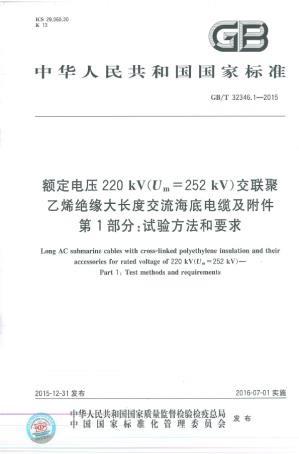 ICS 29.060.20
K 13
GB
中华人民共和国国家标准
GB/T 32346.1—2015
额定电压 220 kV(Um=252 kV)交联聚
乙烯绝缘大长度交流海底电缆及附件
第 1 部分:试验方法和要求
Long AC submarine cables with cross-linked polyethylene insulation and their
accessories for rated voltage of 220 kV(Um=252 kV)—
Part 1: Test methods and requirements
2015-12-31 发布
2016-07-01 实施
中华人民共和国国家质量监督检验检疫总局
中国国家标准化管理委员会
发布